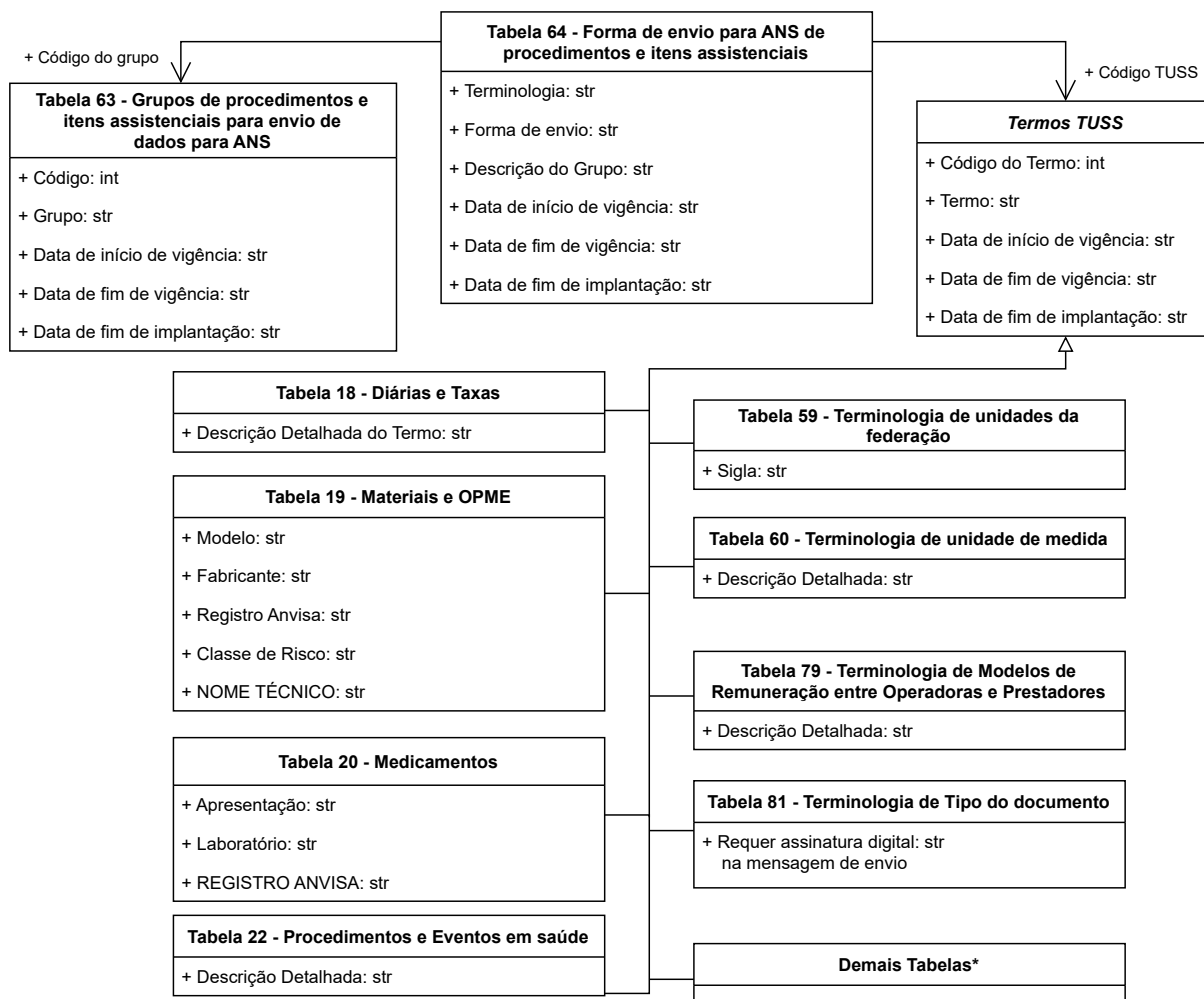 Tabela 64 - Forma de envio para ANS de
procedimentos e itens assistenciais
+ Terminologia: str
+ Forma de envio: str
+ Descrição do Grupo: str
+ Data de início de vigência: str
+ Data de fim de vigência: str
+ Data de fim de implantação: str
+ Código do grupo
Tabela 63 - Grupos de procedimentos e
itens assistenciais para envio de
dados para ANS
+ Código: int
+ Grupo: str
+ Data de início de vigência: str
+ Data de fim de vigência: str
+ Data de fim de implantação: str
+ Código TUSS
Termos TUSS
+ Código do Termo: int
+ Termo: str
+ Data de início de vigência: str
+ Data de fim de vigência: str
+ Data de fim de implantação: str
Tabela 18 - Diárias e Taxas
+ Descrição Detalhada do Termo: str
Tabela 19 - Materiais e OPME
+ Modelo: str
+ Fabricante: str
+ Registro Anvisa: str
+ Classe de Risco: str
+ NOME TÉCNICO: str
Tabela 20 - Medicamentos
+ Apresentação: str
+ Laboratório: str
+ REGISTRO ANVISA: str
Tabela 22 - Procedimentos e Eventos em saúde
+ Descrição Detalhada: str
Tabela 59 - Terminologia de unidades da
federação
+ Sigla: str
Tabela 60 - Terminologia de unidade de medida
+ Descrição Detalhada: str
Tabela 79 - Terminologia de Modelos de
Remuneração entre Operadoras e Prestadores
+ Descrição Detalhada: str
Tabela 81 - Terminologia de Tipo do documento
+ Requer assinatura digital: str
na mensagem de envio
Demais Tabelas*